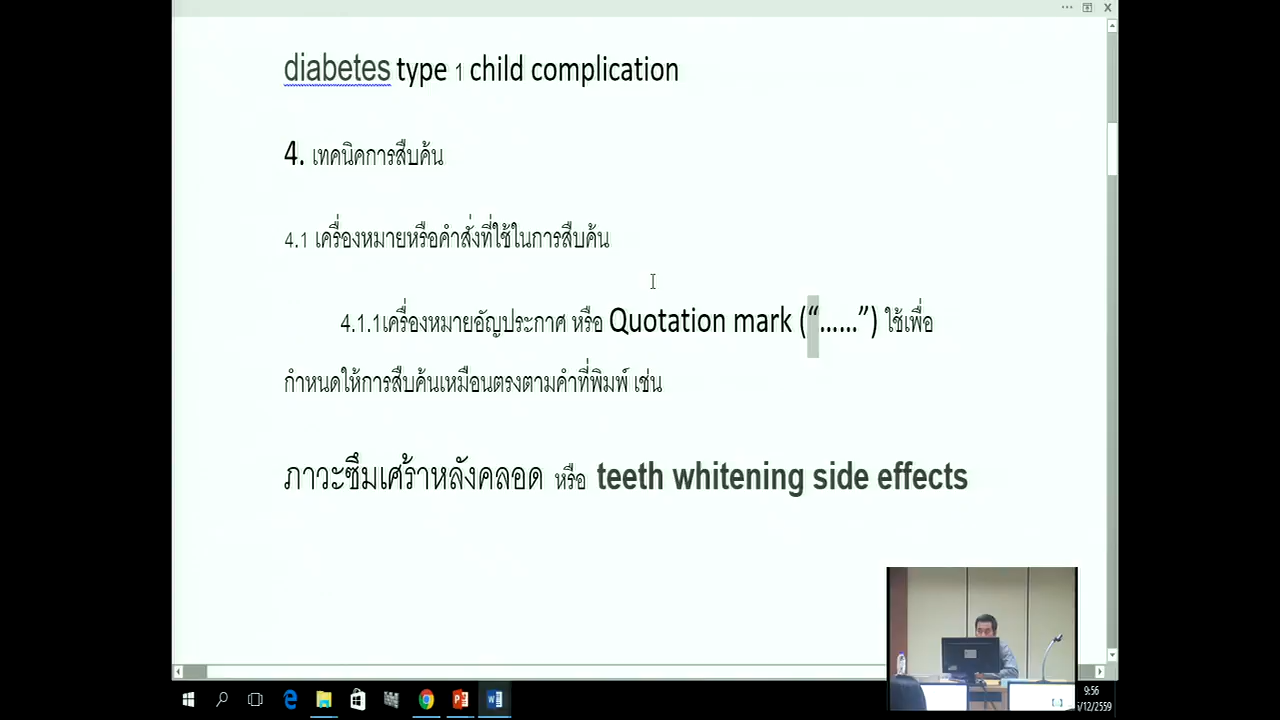 diabetes type 1 child complication
4. เทคนิคการสืบค้น
4.1 เครื่องหมายหรือคำสั่งที่ใช้ในการสืบค้น
4.1.1เครื่องหมายอัญประกาศ หรือ Quotation mark (“……”) ใช้เพื่อ
กำหนดให้การสืบค้นเหมือนตรงตามคำที่พิมพ์ เช่น
ภาวะซึมเศร้าหลังคลอด หรือ teeth whitening side effects
9:56
/12/2559